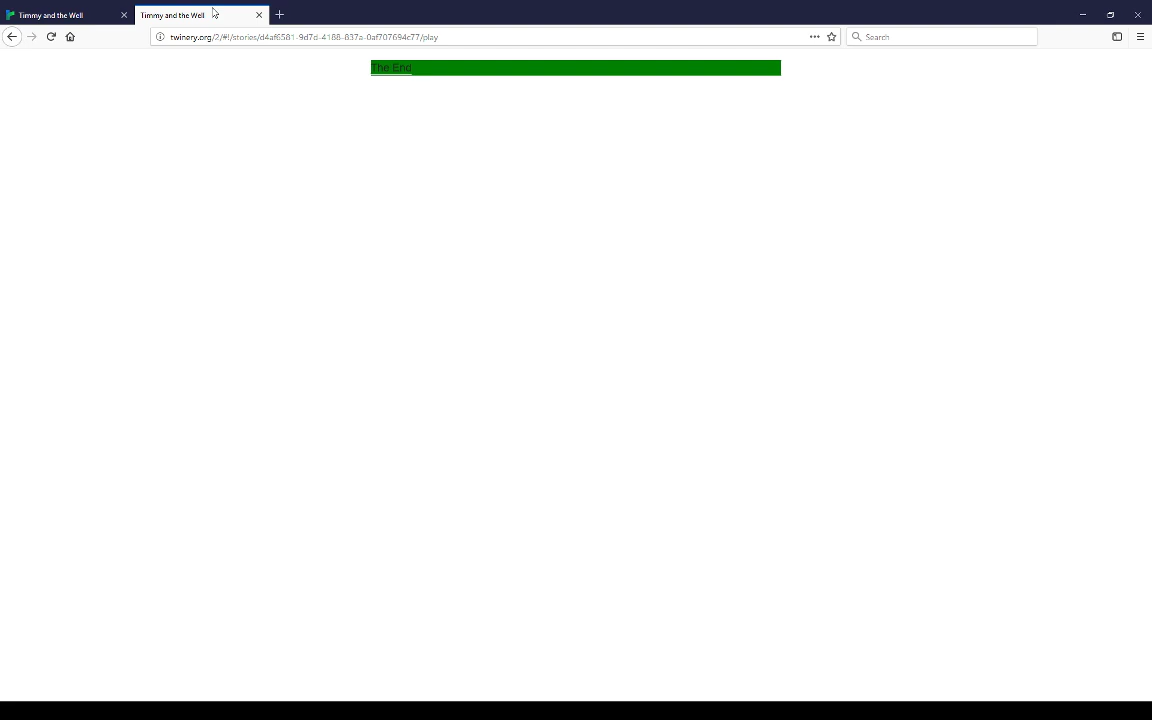 Timmy and the Well
Timmy and the Well
twinery.org/2/#!/stories/d4af6581-9d7d-4188-837a-0af707694c77/play
Search
The End